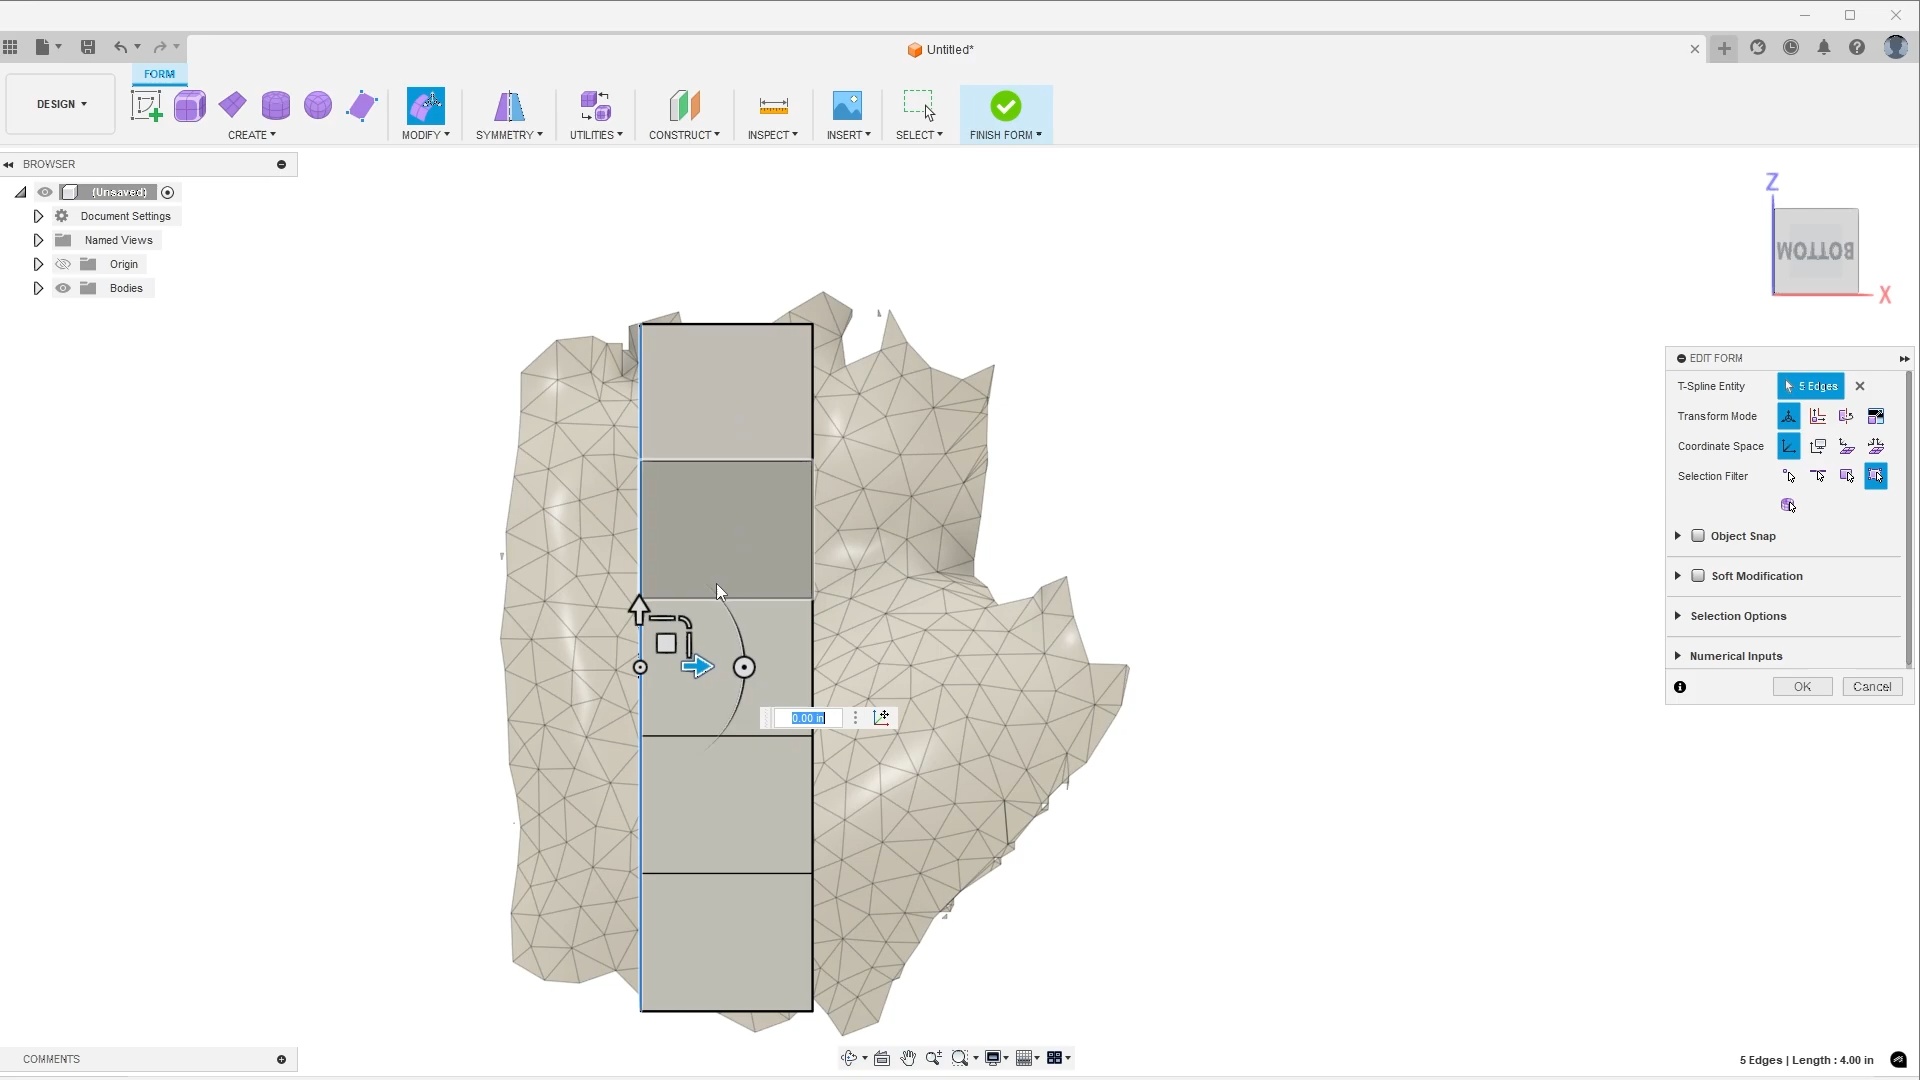 Untitled*
FORM
DESIGN
CREATE
MODIFY
SYMMETRY
UTILITIES
CONSTRUCT
INSPECT
INSERT
SELECT
FINISH FORM
BROWSER
(Unsaved)
Document Settings
Named Views
Origin
Bodies
Z
BOTTOM
X
EDIT FORM
T-Spline Entity
5 Edges
Transform Mode
Coordinate Space
Selection Filter
Object Snap
Soft Modification
Selection Options
Numerical Inputs
OK
Cancel
0.00 in
COMMENTS
5 Edges | Length : 4.00 in